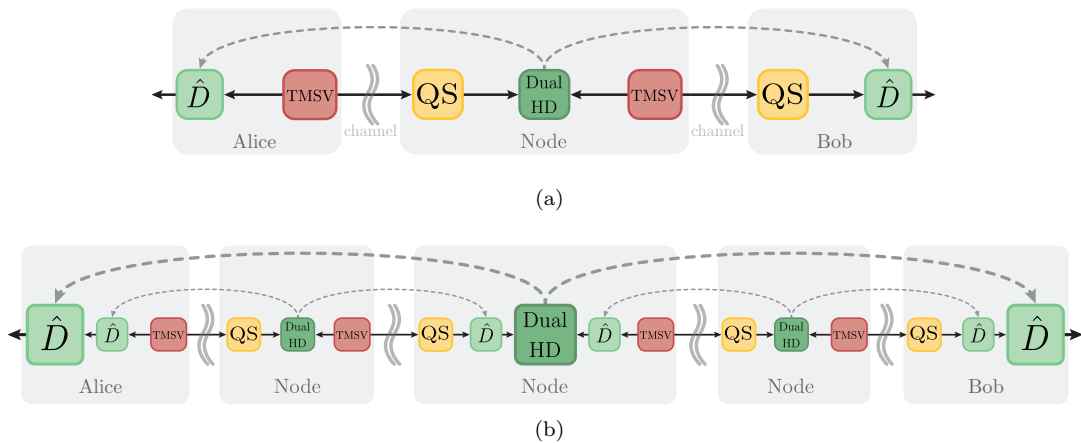 D̂ TMSV QS Dual HD TMSV QS D̂
channel channel
Alice Node Bob
(a)
D̂ D̂ TMSV QS Dual HD TMSV QS D̂ Dual HD D̂ TMSV QS Dual HD TMSV QS D̂ D̂
Alice Node Node Node Bob
(b)